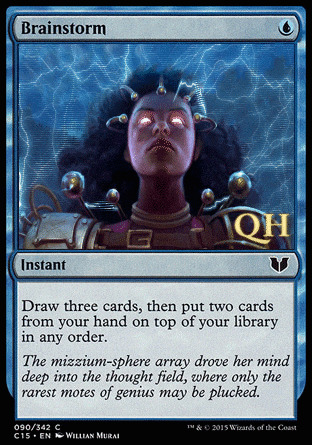 Brainstorm
QH
Instant
Draw three cards, then put two cards
from your hand on top of your library
in any order.
The mizzium-sphere array drove her mind
deep into the thought field, where only the
rarest motes of genius may be plucked.
090/342 C
C15 • EN Willian Murai
™ & © 2015 Wizards of the Coast